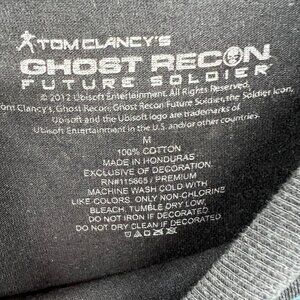 TOM CLANCY'S
GHOST RECON
FUTURE SOLDIER
© 2012 Ubisoft Entertainment. All Rights Reserved,
Clancy's, Ghost Recon, Ghost Recon Future Soldier, the Soldier Icon,
Ubisoft and the Ubisoft logo are trademarks of
Ubisoft Entertainment in the U.S. and/or other countries.
M
100% COTTON
MADE IN HONDURAS
EXCLUSIVE OF DECORATION
RN#115865 / PREMIUM
MACHINE WASH COLD WITH
LIKE COLORS. ONLY NON-CHLORINE
BLEACH. TUMBLE DRY LOW,
DO NOT IRON IF DECORATED.
DO NOT DRY CLEAN IF DECORATED.